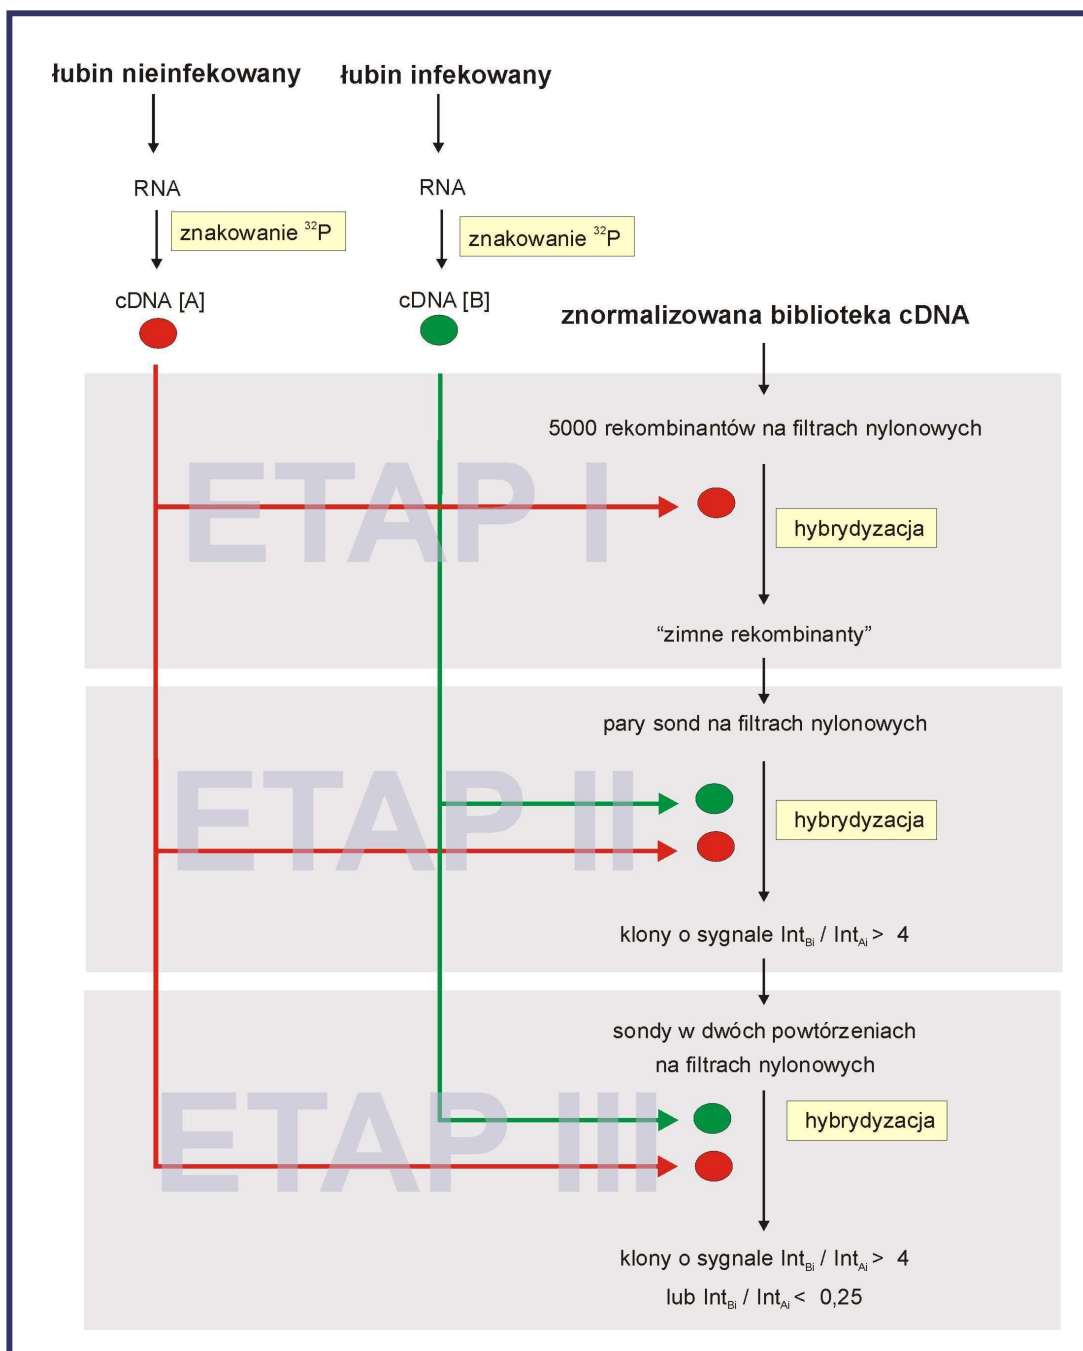 łubin nieinfekowany
łubin infekowany
RNA
RNA
znakowanie ³²P
znakowanie ³²P
cDNA [A]
cDNA [B]
znormalizowana biblioteka cDNA
5000 rekombinantów na filtrach nylonowych
ETAP I
hybrydyzacja
“zimne rekombinanty”
pary sond na filtrach nylonowych
ETAP II
hybrydyzacja
klony o sygnale Int_Bi / Int_Ai > 4
sondy w dwóch powtórzeniach
na filtrach nylonowych
ETAP III
hybrydyzacja
klony o sygnale Int_Bi / Int_Ai > 4
lub Int_Bi / Int_Ai < 0,25